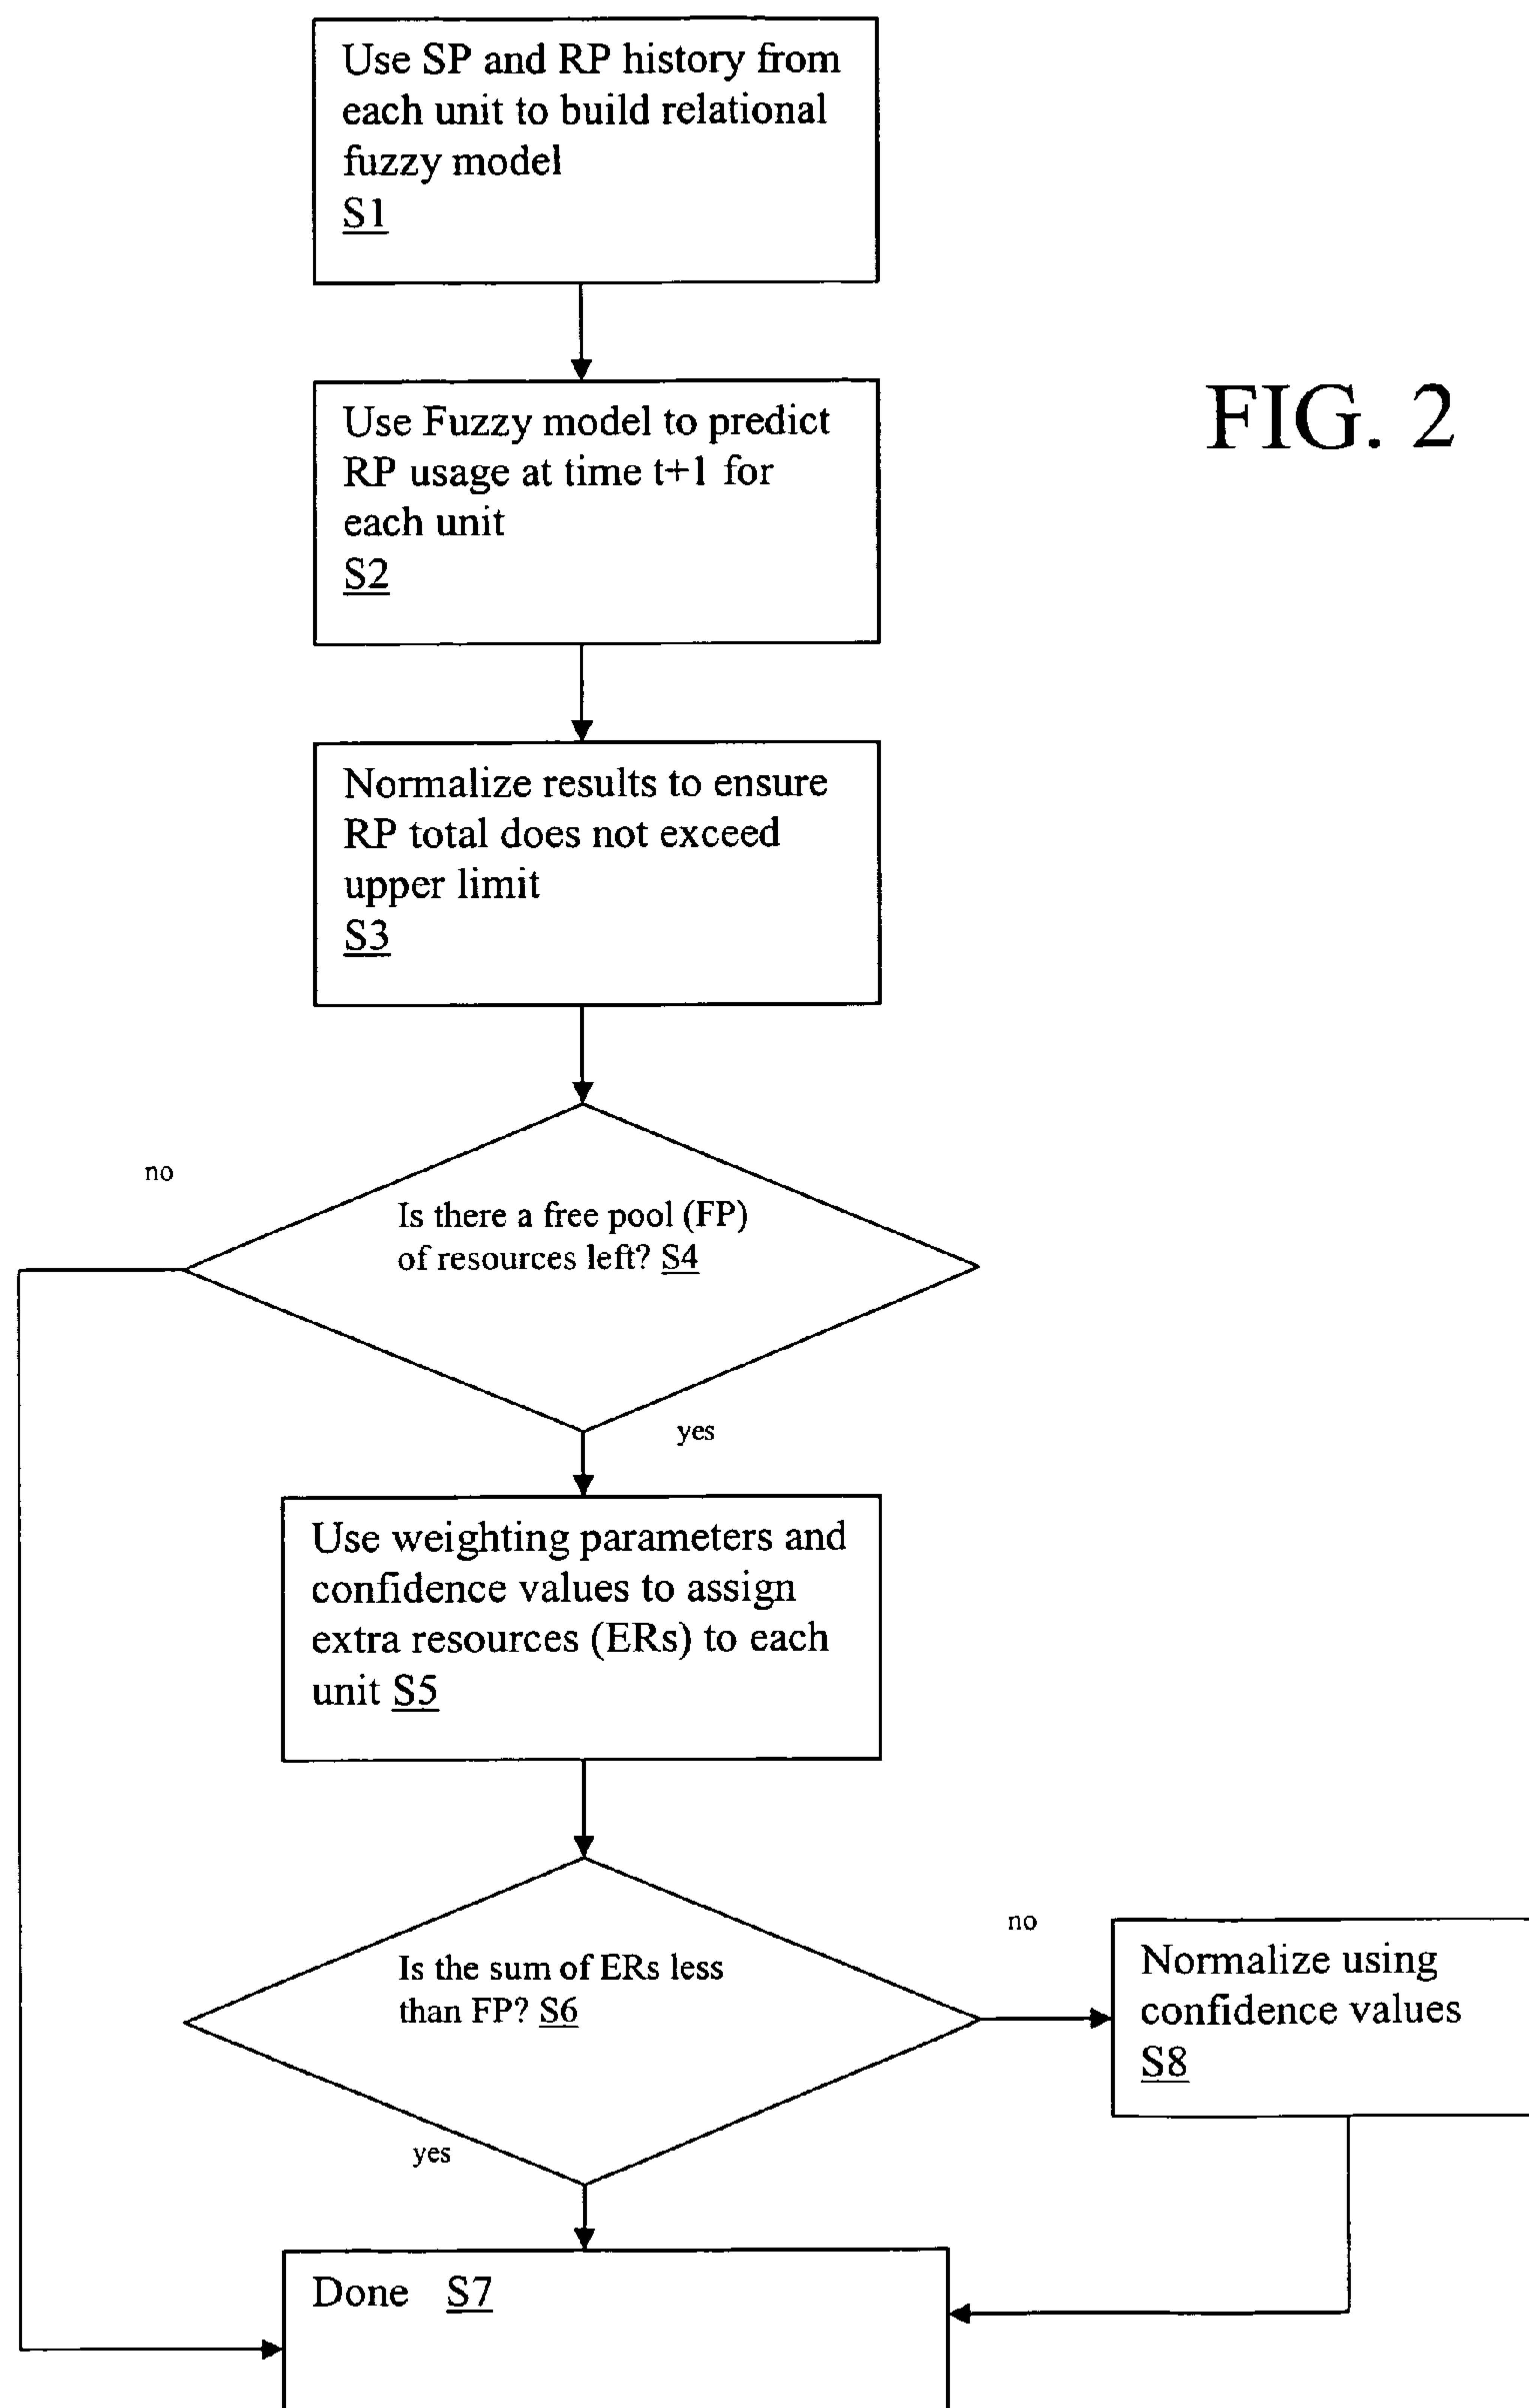 Use SP and RP history from
each unit to build relational
fuzzy model
S1
FIG. 2
Use Fuzzy model to predict
RP usage at time t+1 for
each unit
S2
Normalize results to ensure
RP total does not exceed
upper limit
S3
no
Is there a free pool (FP)
of resources left? S4
yes
Use weighting parameters and
confidence values to assign
extra resources (ERs) to each
unit S5
no
Is the sum of ERs less
than FP? S6
Normalize using
confidence values
S8
yes
Done S7